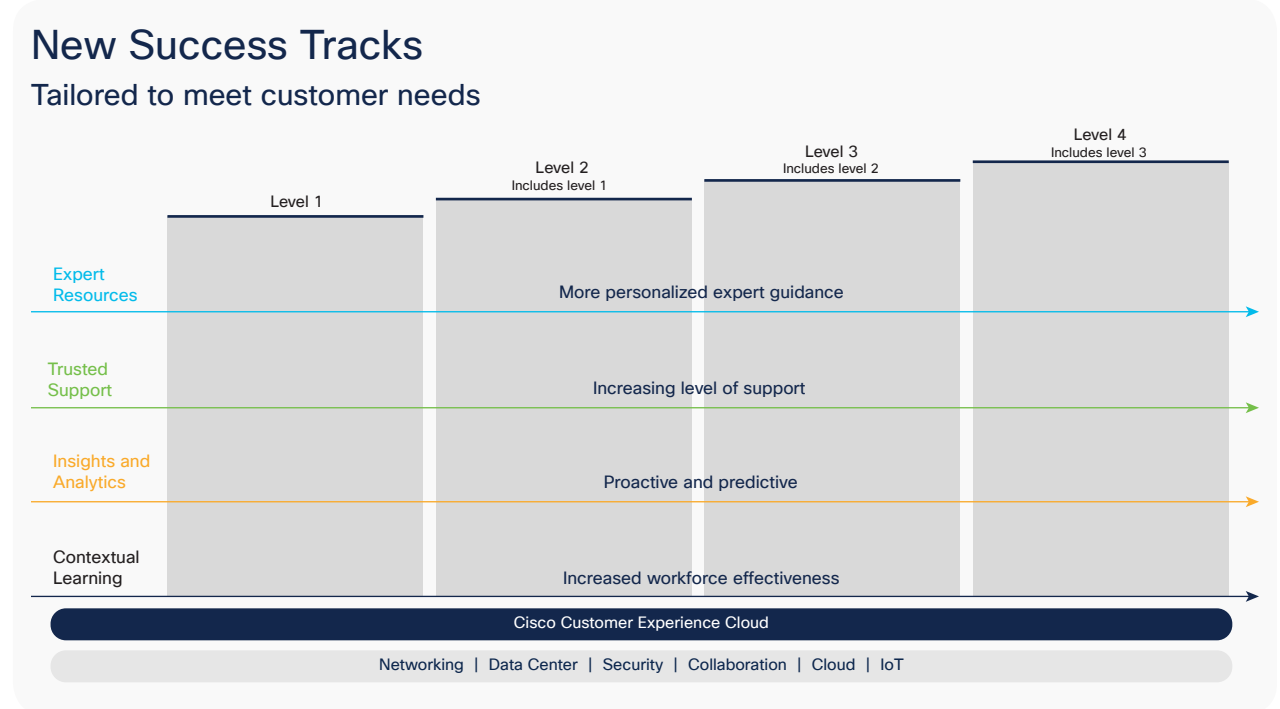 New Success Tracks
Tailored to meet customer needs
Level 1
Level 2
Includes level 1
Level 3
Includes level 2
Level 4
Includes level 3
Expert
Resources
More personalized expert guidance
Trusted
Support
Increasing level of support
Insights and
Analytics
Proactive and predictive
Contextual
Learning
Increased workforce effectiveness
Cisco Customer Experience Cloud
Networking | Data Center | Security | Collaboration | Cloud | IoT